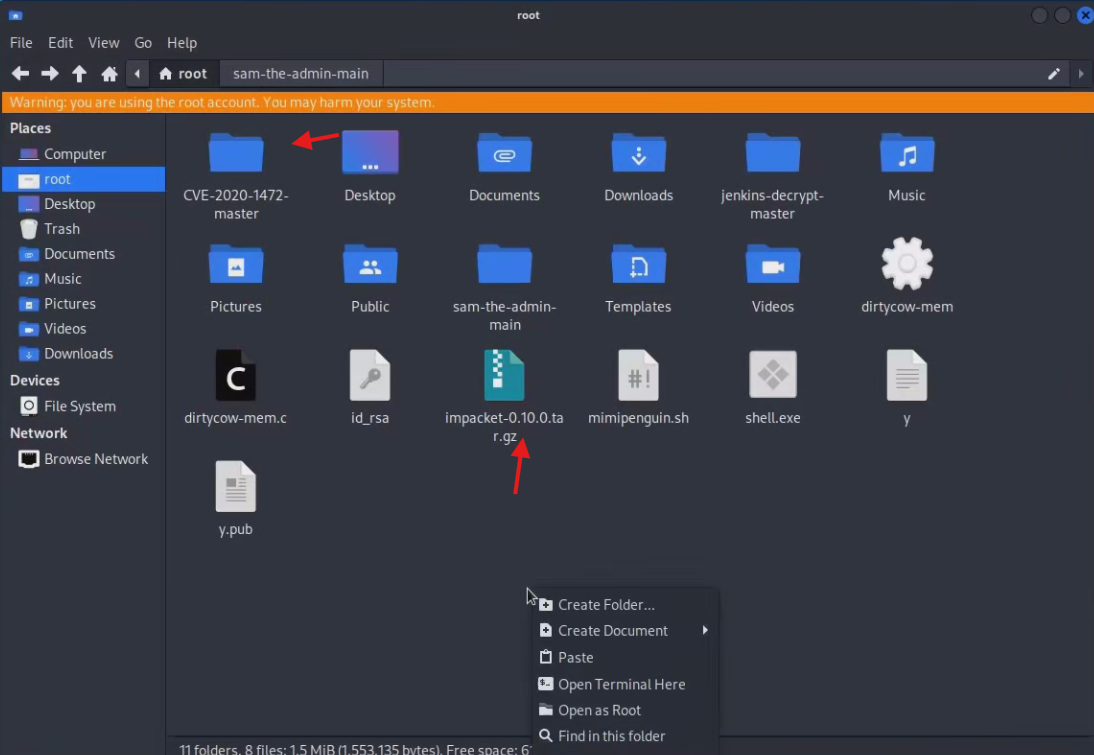 root
File Edit View Go Help
root sam-the-admin-main
Warning: you are using the root account. You may harm your system.
Places
Computer
root
Desktop
Trash
Documents
Music
Pictures
Videos
Downloads
Devices
File System
Network
Browse Network
CVE-2020-1472-
master
Desktop
Documents
Downloads
jenkins-decrypt-
master
Music
Pictures
Public
sam-the-admin-
main
Templates
Videos
dirtycow-mem
C
dirtycow-mem.c
id_rsa
impacket-0.10.0.ta
r.gz
#!
mimipenguin.sh
shell.exe
y
y.pub
Create Folder...
Create Document
Paste
Open Terminal Here
Open as Root
Find in this folder
11 folders, 8 files: 1.5 MiB (1,553,135 bytes), Free space: